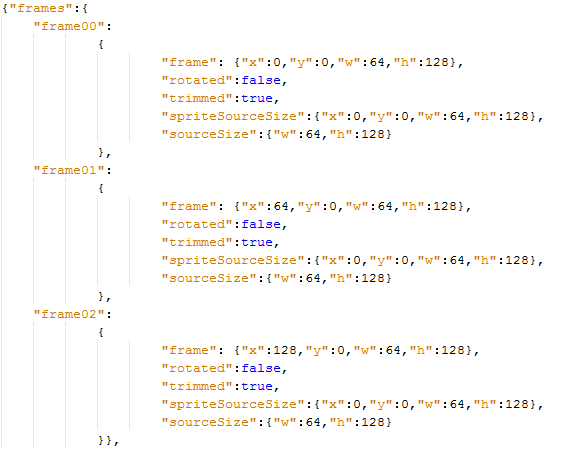 {"frames":{
"frame00":
{
"frame": {"x":0,"y":0,"w":64,"h":128},
"rotated":false,
"trimmed":true,
"spriteSourceSize":{"x":0,"y":0,"w":64,"h":128},
"sourceSize":{"w":64,"h":128}
},
"frame01":
{
"frame": {"x":64,"y":0,"w":64,"h":128},
"rotated":false,
"trimmed":true,
"spriteSourceSize":{"x":0,"y":0,"w":64,"h":128},
"sourceSize":{"w":64,"h":128}
},
"frame02":
{
"frame": {"x":128,"y":0,"w":64,"h":128},
"rotated":false,
"trimmed":true,
"spriteSourceSize":{"x":0,"y":0,"w":64,"h":128},
"sourceSize":{"w":64,"h":128}
}},